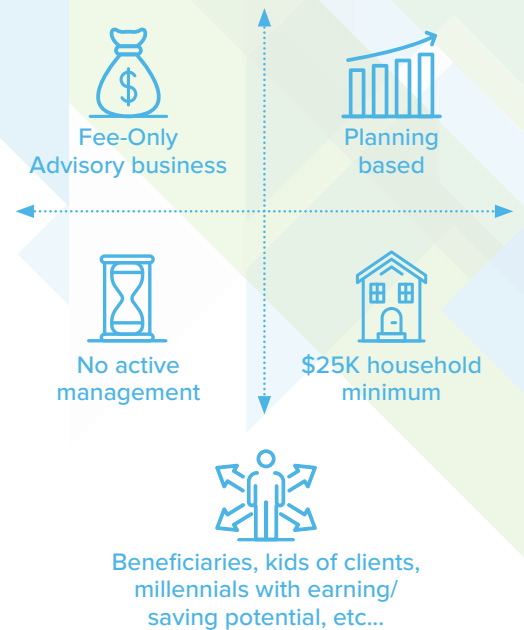 $
Fee-Only
Advisory business
Planning
based
No active
management
$25K household
minimum
Beneficiaries, kids of clients,
millennials with earning/
saving potential, etc...